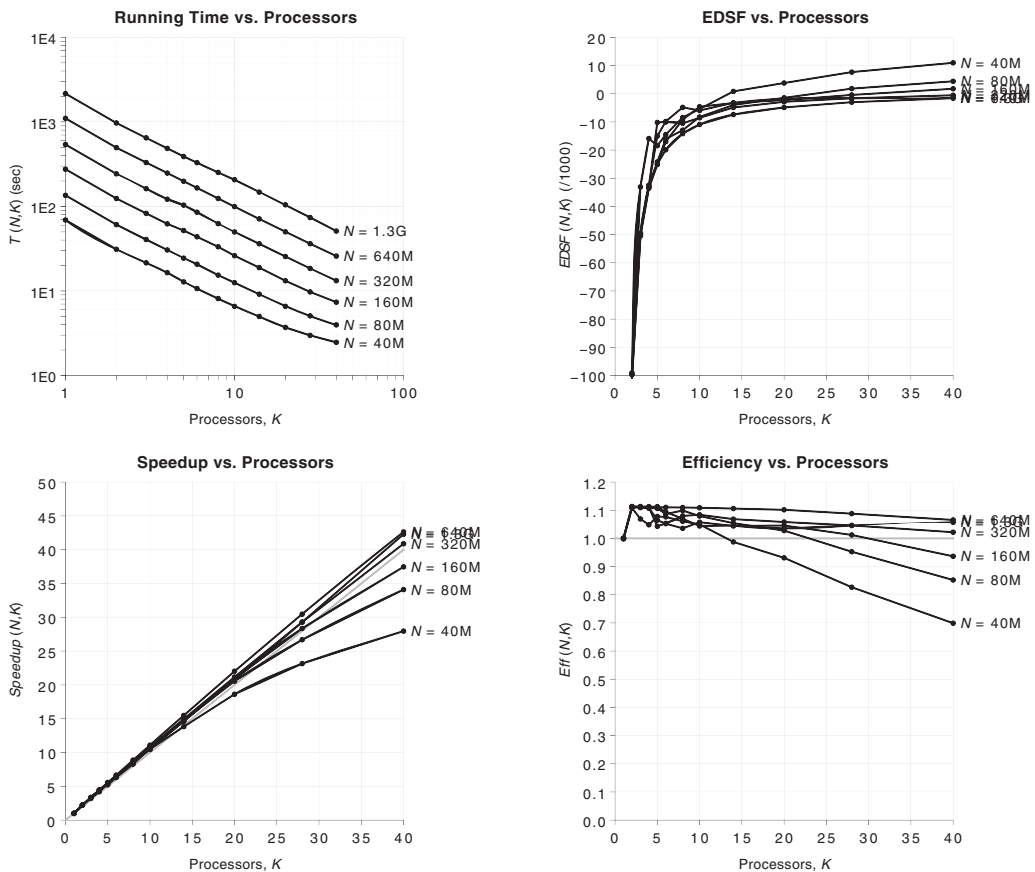 Running Time vs. Processors
1E4
1E3
1E2
1E1
1E0
T (N,K) (sec)
N = 1.3G
N = 640M
N = 320M
N = 160M
N = 80M
N = 40M
1
10
100
Processors, K
EDSF vs. Processors
20
10
0
−10
−20
−30
−40
−50
−60
−70
−80
−90
−100
EDSF (N,K) (/1000)
N = 40M
N = 80M
N = 160M
0
5
10
15
20
25
30
35
40
Processors, K
Speedup vs. Processors
50
45
40
35
30
25
20
15
10
5
0
Speedup (N,K)
N = 640M
N = 320M
N = 160M
N = 80M
N = 40M
0
5
10
15
20
25
30
35
40
Processors, K
Efficiency vs. Processors
1.2
1.1
1.0
0.9
0.8
0.7
0.6
0.5
0.4
0.3
0.2
0.1
0.0
Eff (N,K)
N = 640M
N = 320M
N = 160M
N = 80M
N = 40M
0
5
10
15
20
25
30
35
40
Processors, K